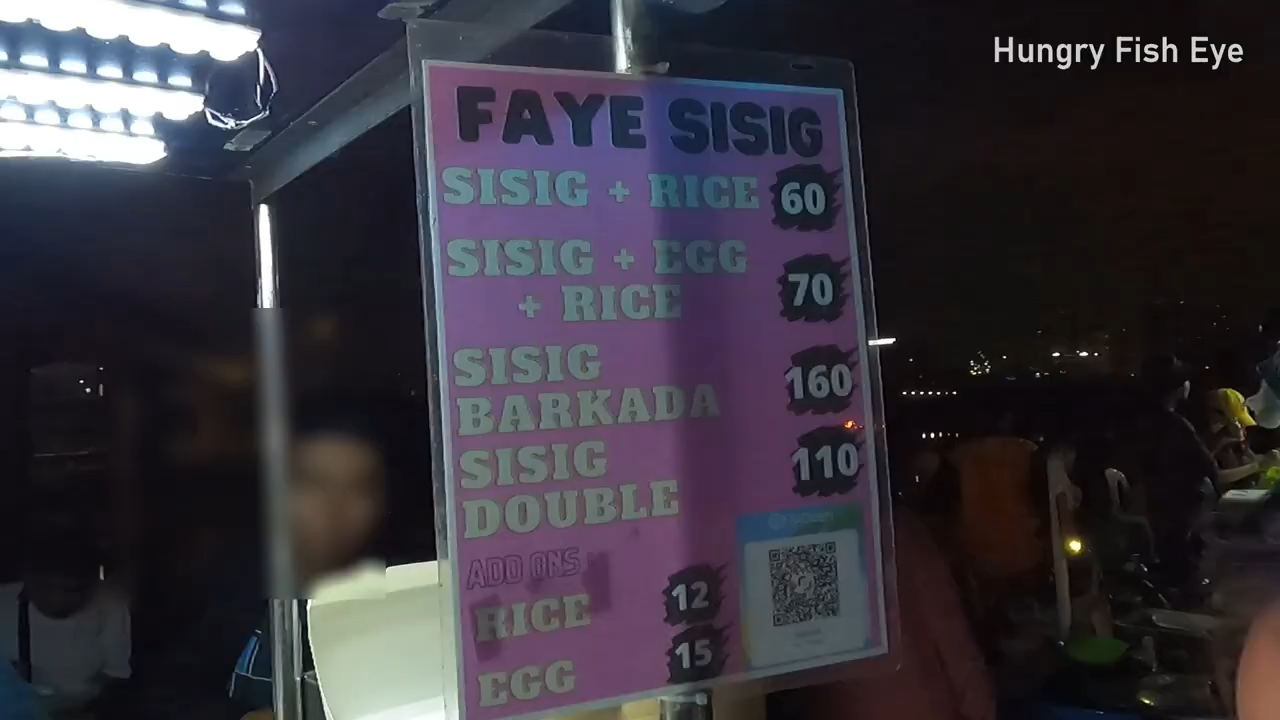 Hungry Fish Eye
FAYE SISIG
SISIG + RICE 60
SISIG + EGG
+ RICE 70
SISIG
BARKADA 160
SISIG
DOUBLE 110
ADD ONS
RICE 12
EGG 15